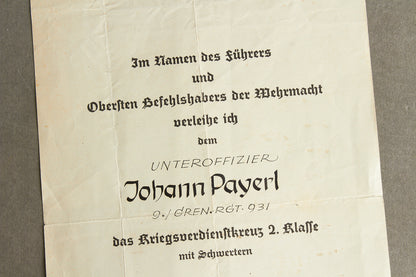 Im Namen des Führers
und
Obersten Befehlshabers der Wehrmacht
verleihe ich
dem
UNTEROFFIZIER
Johann Payerl
9./GREN. RGT. 931
das Kriegsverdienstkreuz 2. Klasse
mit Schwertern